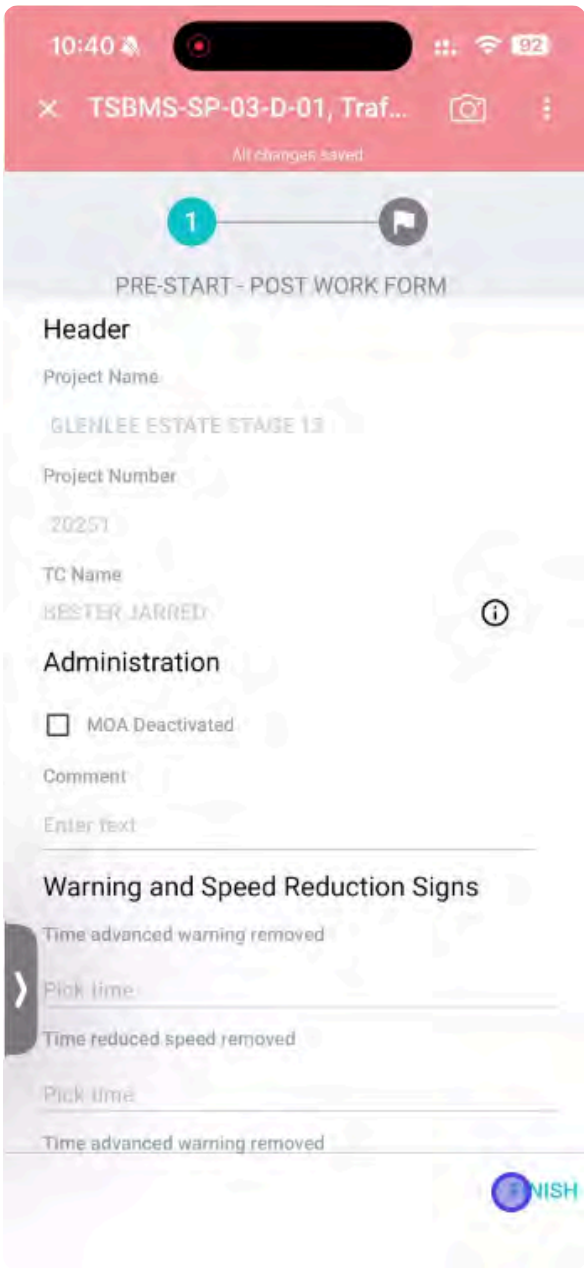 10:40
92
TSBMS-SP-03-D-01, Traf...
All changes saved
1
PRE-START - POST WORK FORM
Header
Project Name
GLENLEE ESTATE STAGE 13
Project Number
20251
TC Name
BESTER JARRED
Administration
MOA Deactivated
Comment
Enter text
Warning and Speed Reduction Signs
Time advanced warning removed
Pick time
Time reduced speed removed
Pick time
Time advanced warning removed
FINISH